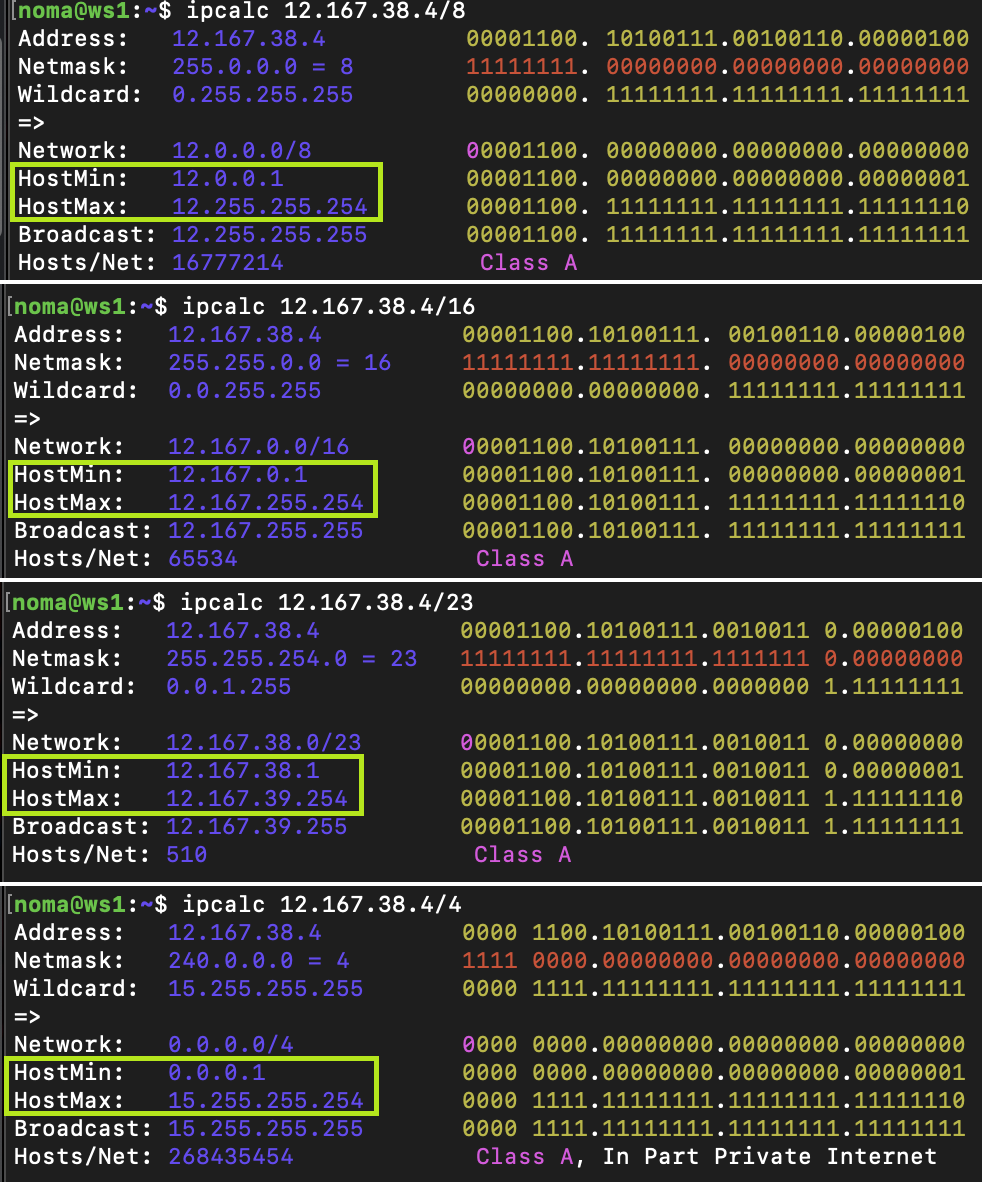 [noma@ws1:~$ ipcalc 12.167.38.4/8
Address: 12.167.38.4 00001100. 10100111.00100110.00000100
Netmask: 255.0.0.0 = 8 11111111. 00000000.00000000.00000000
Wildcard: 0.255.255.255 00000000. 11111111.11111111.11111111
=>
Network: 12.0.0.0/8 00001100. 00000000.00000000.00000000
HostMin: 12.0.0.1 00001100. 00000000.00000000.00000001
HostMax: 12.255.255.254 00001100. 11111111.11111111.11111110
Broadcast: 12.255.255.255 00001100. 11111111.11111111.11111111
Hosts/Net: 16777214 Class A
[noma@ws1:~$ ipcalc 12.167.38.4/16
Address: 12.167.38.4 00001100.10100111. 00100110.00000100
Netmask: 255.255.0.0 = 16 11111111.11111111. 00000000.00000000
Wildcard: 0.0.255.255 00000000.00000000. 11111111.11111111
=>
Network: 12.167.0.0/16 00001100.10100111. 00000000.00000000
HostMin: 12.167.0.1 00001100.10100111. 00000000.00000001
HostMax: 12.167.255.254 00001100.10100111. 11111111.11111110
Broadcast: 12.167.255.255 00001100.10100111. 11111111.11111111
Hosts/Net: 65534 Class A
[noma@ws1:~$ ipcalc 12.167.38.4/23
Address: 12.167.38.4 00001100.10100111.0010011 0.00000100
Netmask: 255.255.254.0 = 23 11111111.11111111.1111111 0.00000000
Wildcard: 0.0.1.255 00000000.00000000.0000000 1.11111111
=>
Network: 12.167.38.0/23 00001100.10100111.0010011 0.00000000
HostMin: 12.167.38.1 00001100.10100111.0010011 0.00000001
HostMax: 12.167.39.254 00001100.10100111.0010011 1.11111110
Broadcast: 12.167.39.255 00001100.10100111.0010011 1.11111111
Hosts/Net: 510 Class A
[noma@ws1:~$ ipcalc 12.167.38.4/4
Address: 12.167.38.4 0000 1100.10100111.00100110.00000100
Netmask: 240.0.0.0 = 4 1111 0000.00000000.00000000.00000000
Wildcard: 15.255.255.255 0000 1111.11111111.11111111.11111111
=>
Network: 0.0.0.0/4 0000 0000.00000000.00000000.00000000
HostMin: 0.0.0.1 0000 0000.00000000.00000000.00000001
HostMax: 15.255.255.254 0000 1111.11111111.11111111.11111110
Broadcast: 15.255.255.255 0000 1111.11111111.11111111.11111111
Hosts/Net: 268435454 Class A, In Part Private Internet